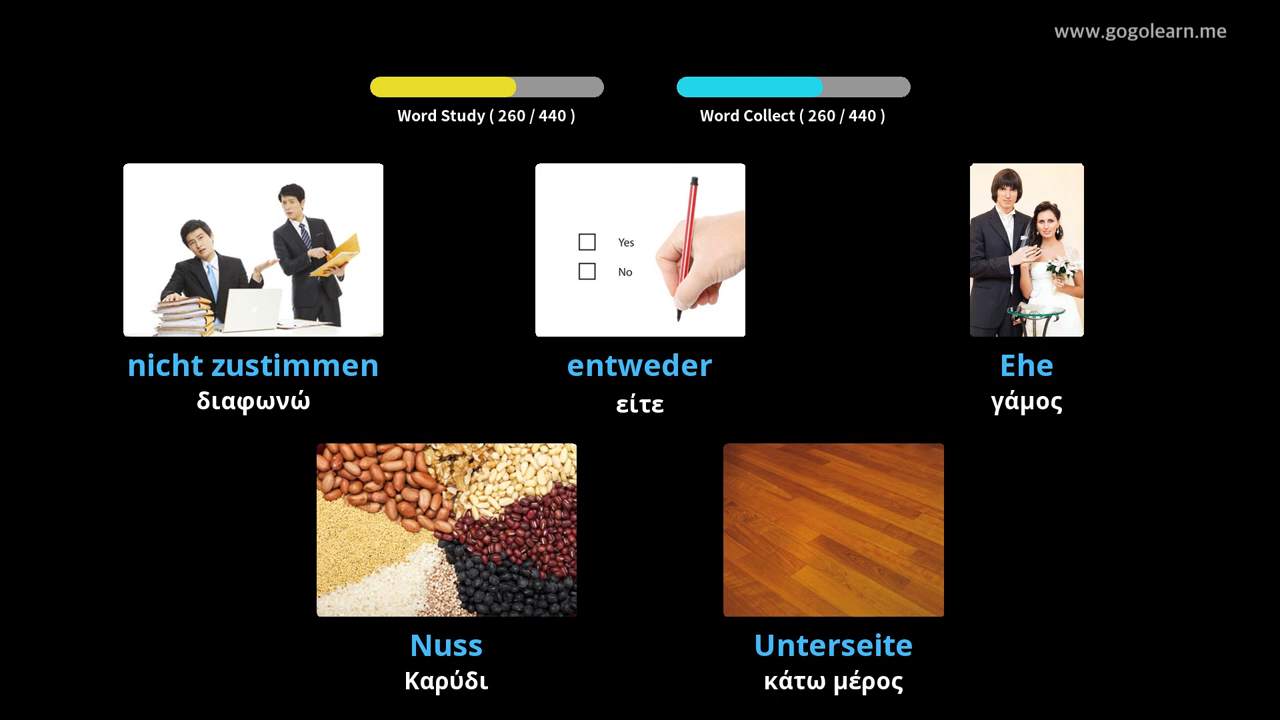 www.gogolearn.me
Word Study ( 260 / 440 )
Word Collect ( 260 / 440 )
Yes
No
nicht zustimmen
διαφωνώ
entweder
είτε
Ehe
γάμος
Nuss
Καρύδι
Unterseite
κάτω μέρος